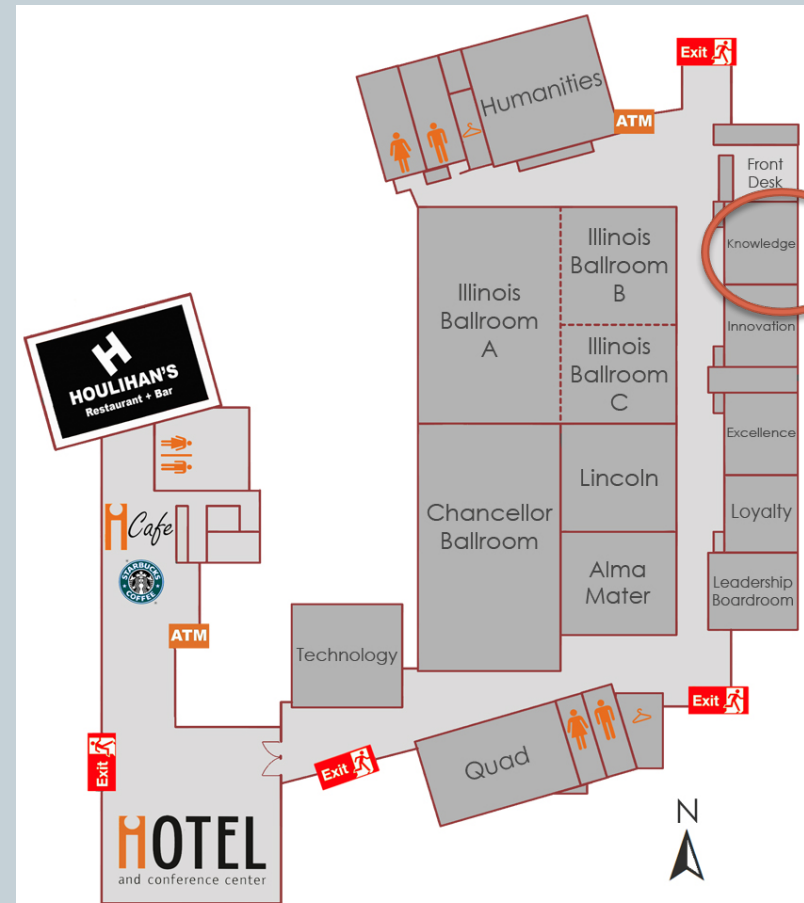 Exit
Humanities
ATM
Front
Desk
Knowledge
Illinois
Ballroom
A
Illinois
Ballroom
B
Innovation
Illinois
Ballroom
C
H
HOULIHAN'S
Restaurant + Bar
Excellence
Lincoln
Chancellor
Ballroom
Loyalty
H Cafe
STARBUCKS
COFFEE
Alma
Mater
Leadership
Boardroom
ATM
Technology
Exit
Quad
Exit
Exit
HOTEL
and conference center
N